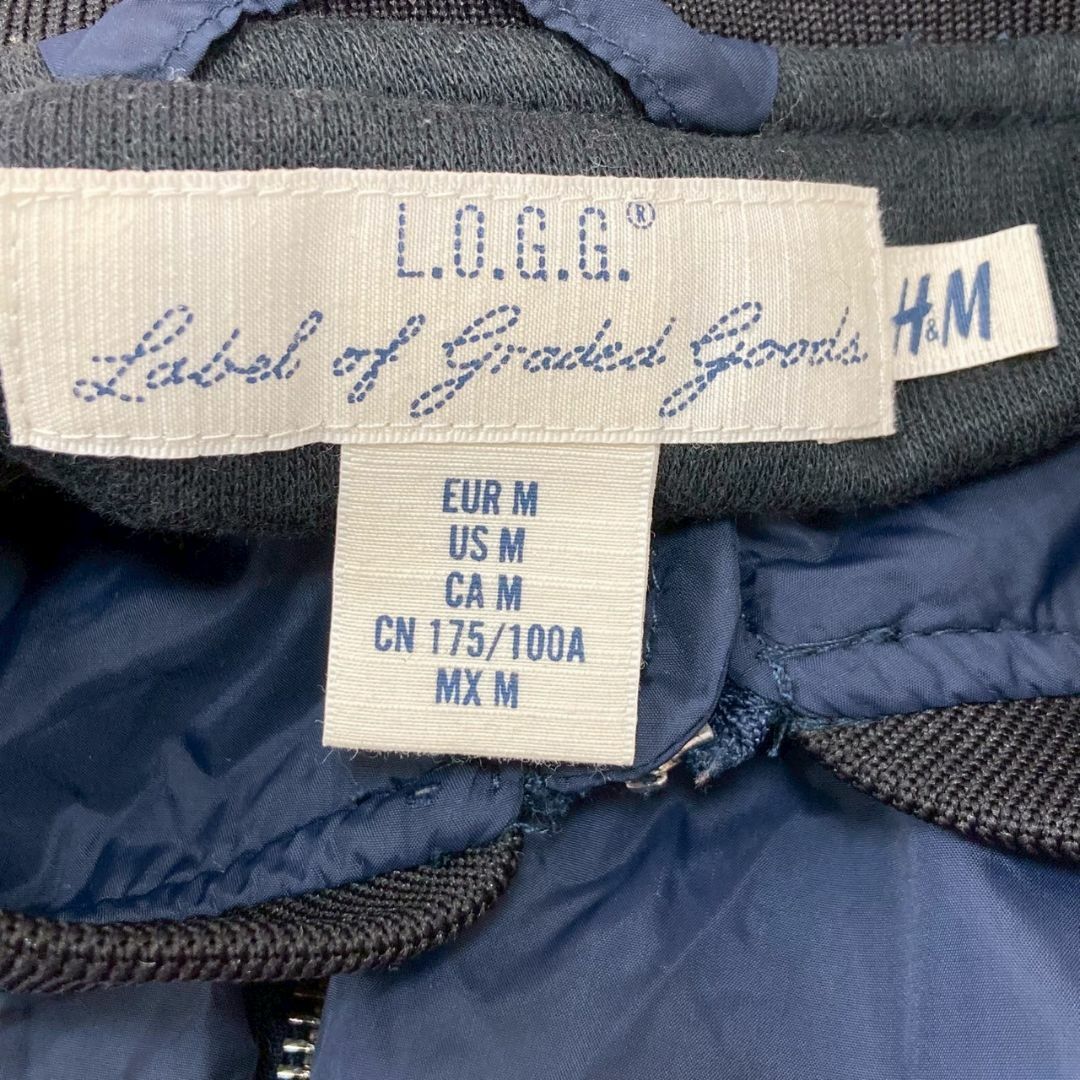 L.O.G.G.®
Label of Graded Goods
H&M
EUR M
US M
CA M
CN 175/100A
MX M